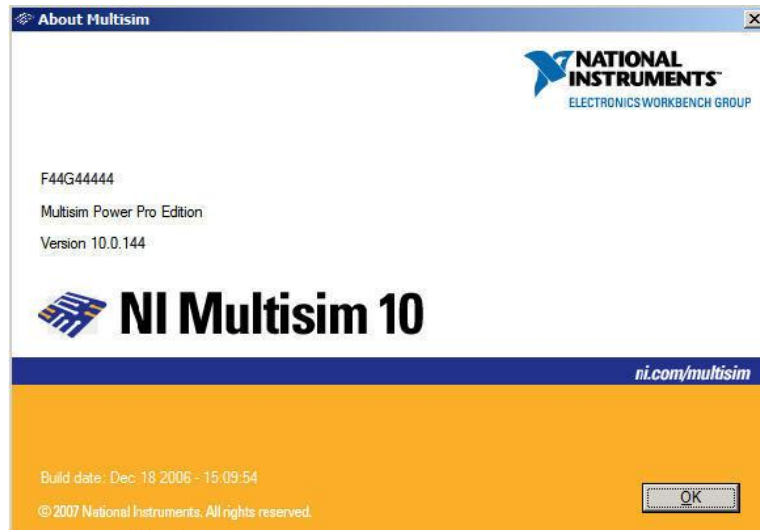 About Multisim
NATIONAL
INSTRUMENTS™
ELECTRONICS WORKBENCH GROUP
F44G44444
Multisim Power Pro Edition
Version 10.0.144
NI Multisim 10
ni.com/multisim
Build date: Dec 18 2006 - 15:09:54
OK
© 2007 National Instruments. All rights reserved.